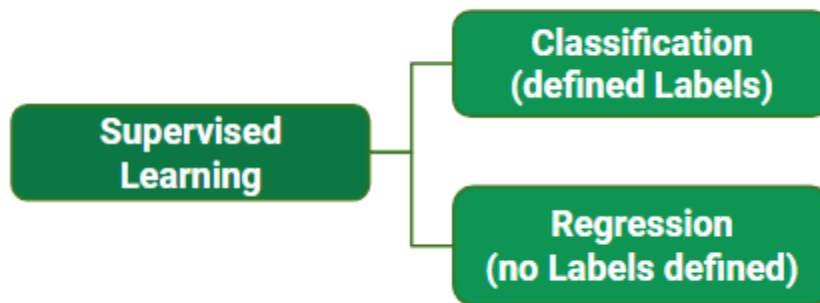 Supervised
Learning
Classification
(defined Labels)
Regression
(no Labels defined)